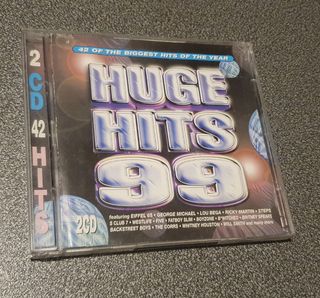 42 OF THE BIGGEST HITS OF THE YEAR
HUGE
HITS
99
2CD
featuring EIFFEL 65 • GEORGE MICHAEL • LOU BEGA • RICKY MARTIN • STEPS
S CLUB 7 • WESTLIFE • FIVE • FATBOY SLIM • BOYZONE • B*WITCHED • BRITNEY SPEARS
BACKSTREET BOYS • THE CORRS • WHITNEY HOUSTON • WILL SMITH and many more
2 CD 42 HITS